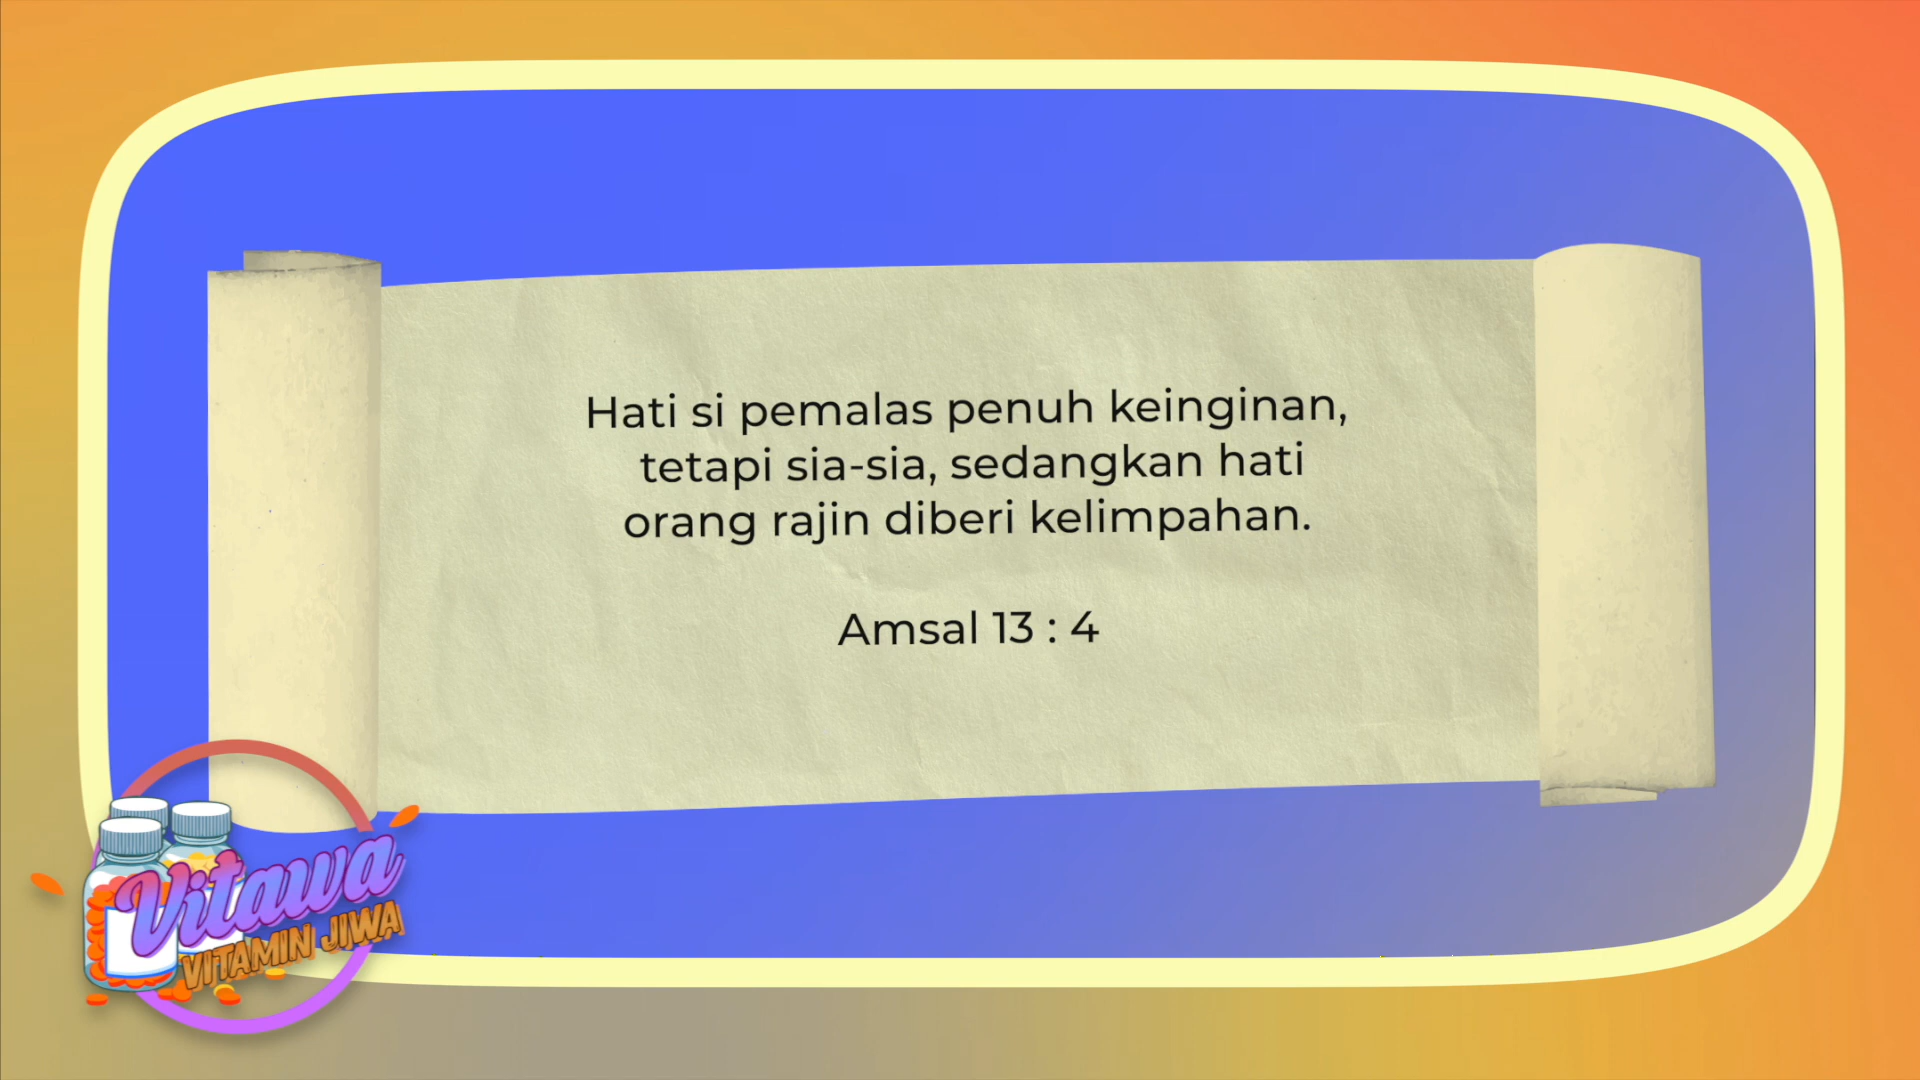 Hati si pemalas penuh keinginan,
tetapi sia-sia, sedangkan hati
orang rajin diberi kelimpahan.
Amsal 13 : 4
Vitawa
VITAMIN JIWA